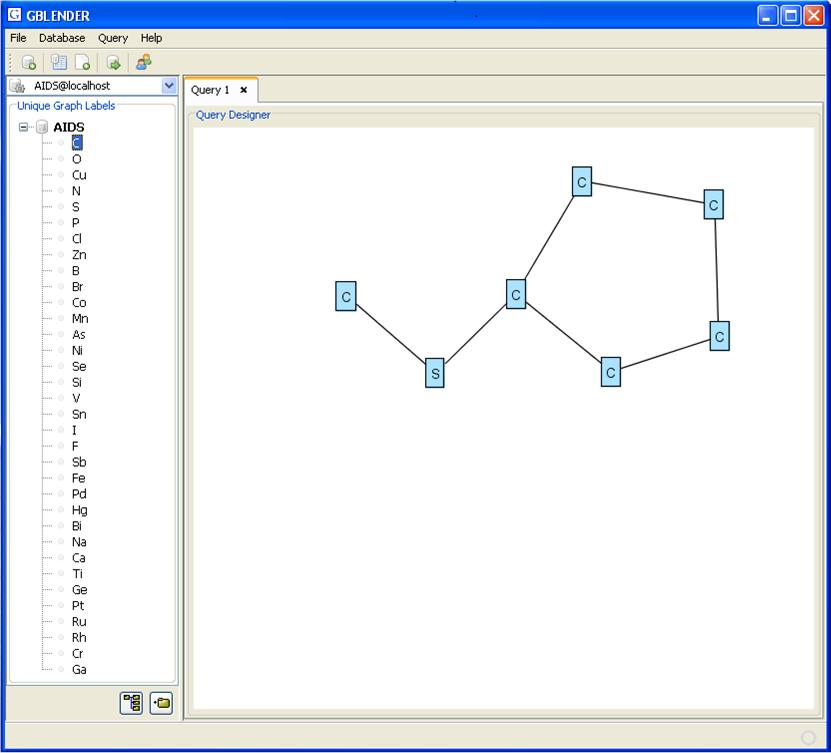 G GBLENDER
File Database Query Help
AIDS@localhost
Query 1
Unique Graph Labels
Query Designer
AIDS
C
O
Cu
N
S
P
Cl
Zn
B
Br
Co
Mn
As
Ni
Se
Si
V
Sn
I
F
Sb
Fe
Pd
Hg
Bi
Na
Ca
Ti
Ge
Pt
Ru
Rh
Cr
Ga
C
C
C
C
C
S
C